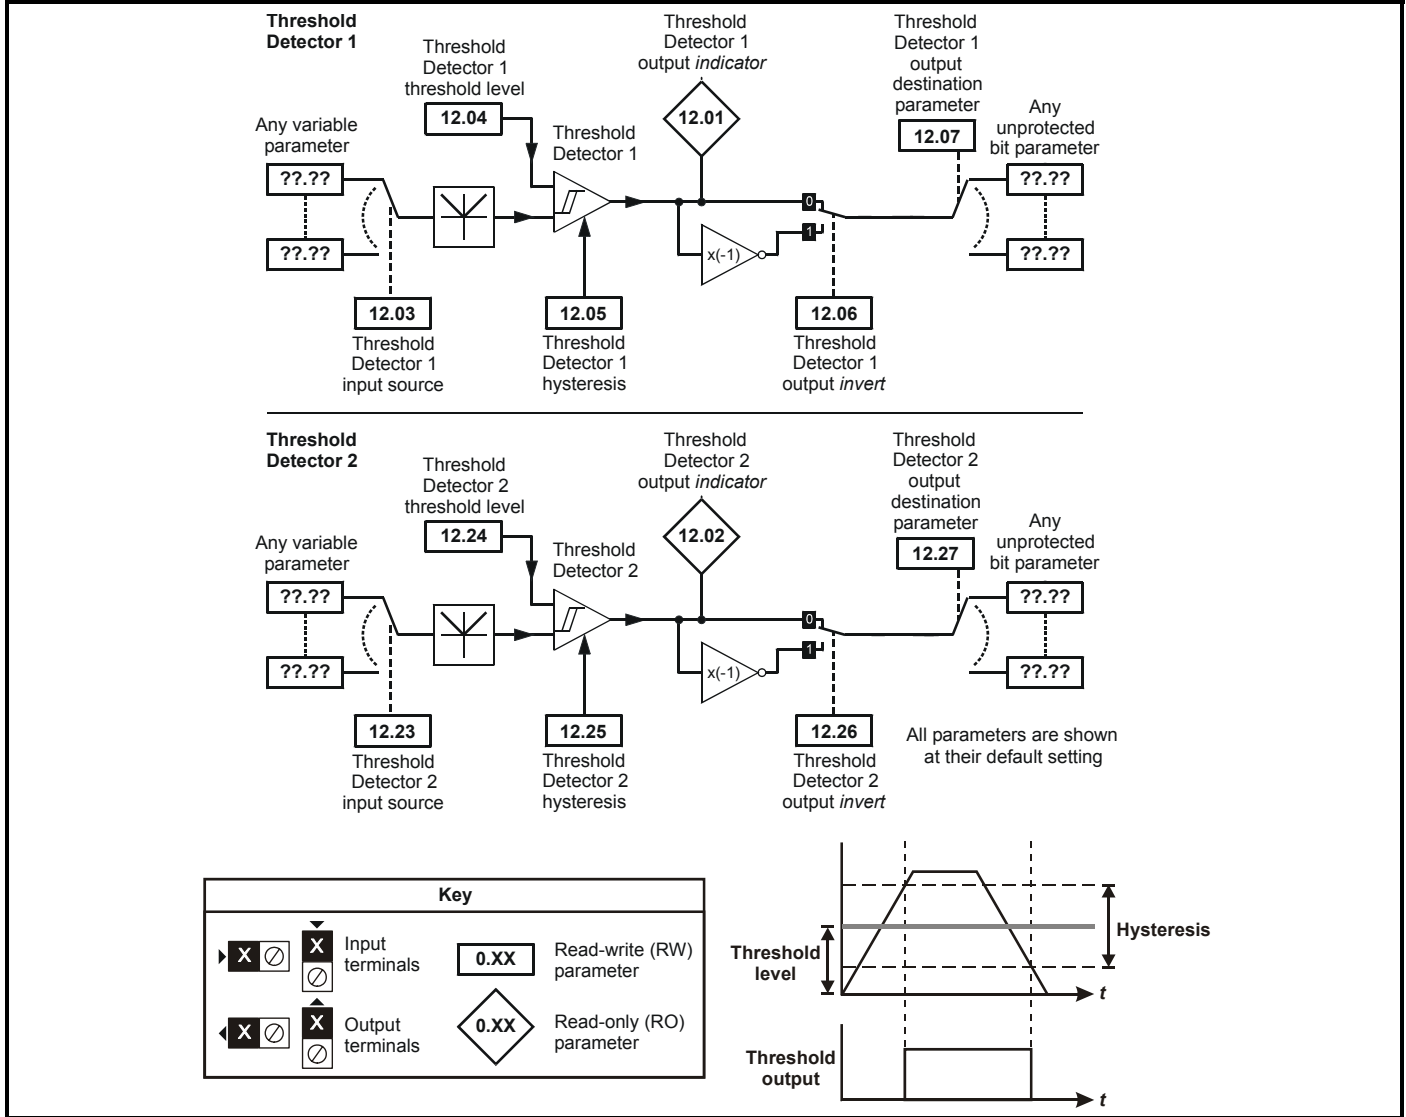 Threshold
Detector 1
Threshold
Detector 1
threshold level
12.04
Threshold
Detector 1
output indicator
12.01
Threshold
Detector 1
output
destination
parameter
12.07
Any variable
parameter
??.??
??.??
Threshold
Detector 1
Any
unprotected
bit parameter
??.??
??.??
0
1
x(-1)
12.03
Threshold
Detector 1
input source
12.05
Threshold
Detector 1
hysteresis
12.06
Threshold
Detector 1
output invert
Threshold
Detector 2
Threshold
Detector 2
threshold level
12.24
Threshold
Detector 2
output indicator
12.02
Threshold
Detector 2
output
destination
parameter
12.27
Any variable
parameter
??.??
??.??
Threshold
Detector 2
Any
unprotected
bit parameter
??.??
??.??
0
1
x(-1)
12.23
Threshold
Detector 2
input source
12.25
Threshold
Detector 2
hysteresis
12.26
Threshold
Detector 2
output invert
All parameters are shown
at their default setting
Key
X
X
Input
terminals
0.XX
Read-write (RW)
parameter
X
X
Output
terminals
0.XX
Read-only (RO)
parameter
Threshold
level
Hysteresis
t
Threshold
output
t